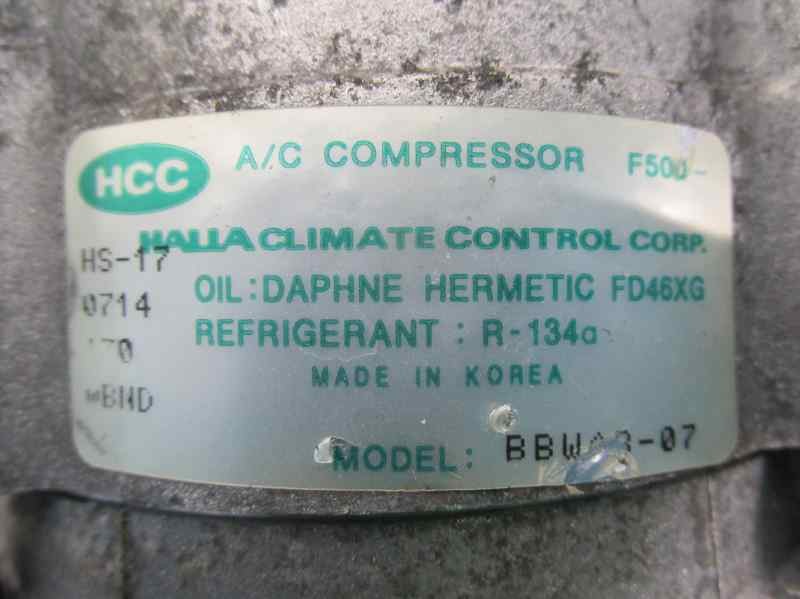 HCC A/C COMPRESSOR F500-
HALLA CLIMATE CONTROL CORP.
HS-17
OIL: DAPHNE HERMETIC FD46XG
0714
REFRIGERANT : R-134a
MADE IN KOREA
MODEL: